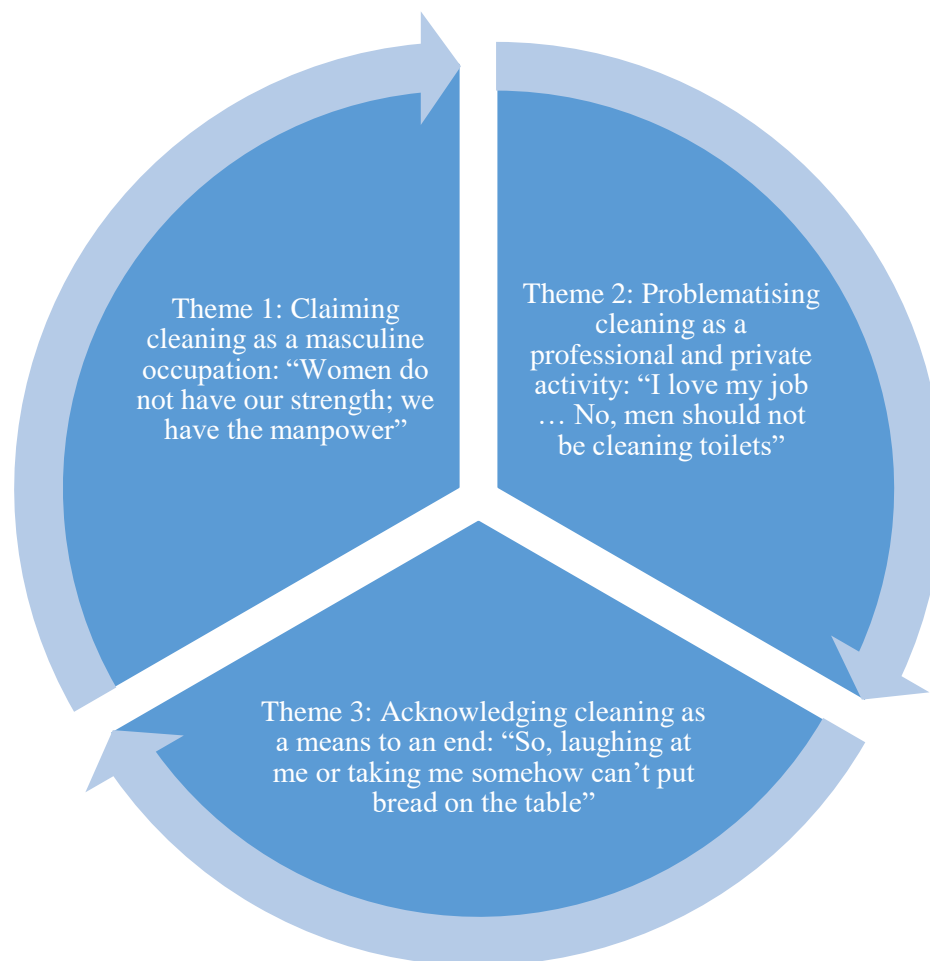 Theme 1: Claiming
cleaning as a masculine
occupation: “Women do
not have our strength; we
have the manpower”
Theme 2: Problematising
cleaning as a
professional and private
activity: “I love my job
… No, men should not
be cleaning toilets”
Theme 3: Acknowledging cleaning as
a means to an end: “So, laughing at
me or taking me somehow can’t put
bread on the table”